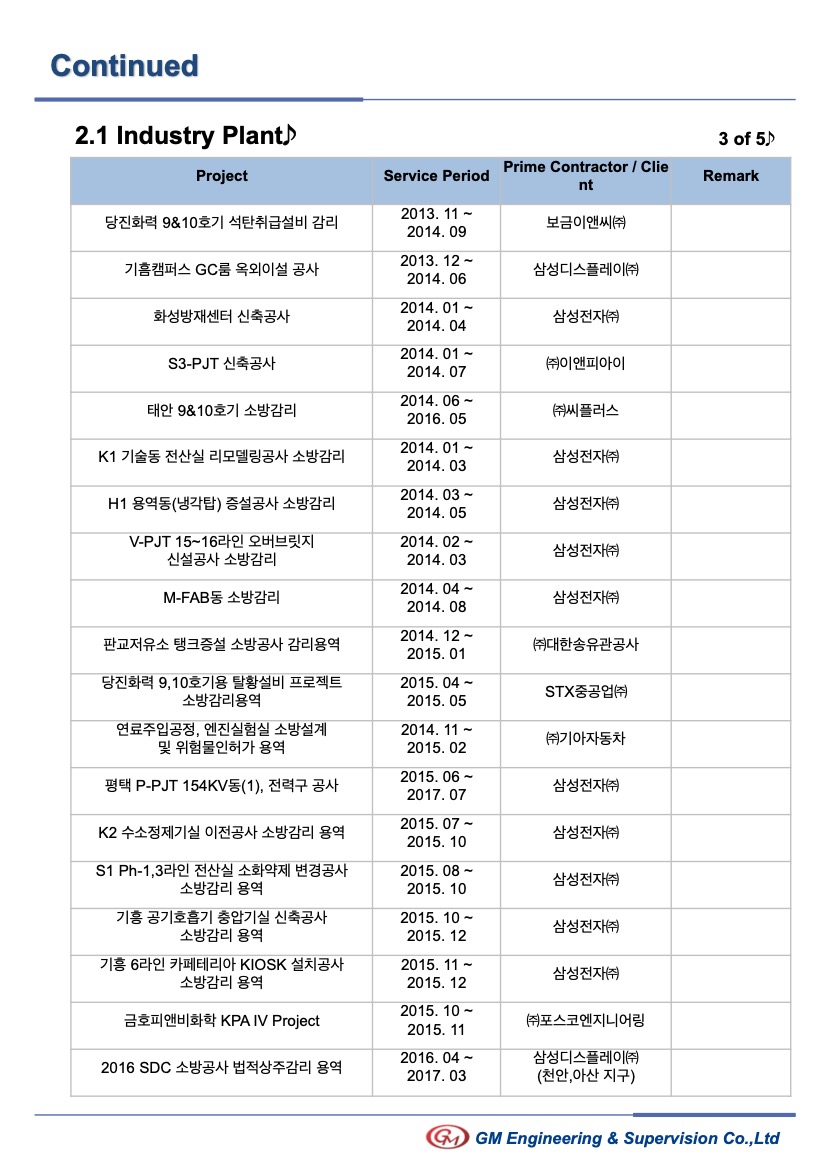 Continued
2.1 Industry Plant♪
3 of 5♪
Project
Service Period
Prime Contractor / Clie
nt
Remark
당진화력 9&10호기 석탄취급설비 감리
2013. 11 ~
2014. 09
보금이앤씨㈜
기흠캠퍼스 GC룸 옥외이설 공사
2013. 12 ~
2014. 06
삼성디스플레이㈜
화성방재센터 신축공사
2014. 01 ~
2014. 04
삼성전자㈜
S3-PJT 신축공사
2014. 01 ~
2014. 07
㈜이앤피아이
태안 9&10호기 소방감리
2014. 06 ~
2016. 05
㈜씨플러스
K1 기술동 전산실 리모델링공사 소방감리
2014. 01 ~
2014. 03
삼성전자㈜
H1 용역동(냉각탑) 증설공사 소방감리
2014. 03 ~
2014. 05
삼성전자㈜
V-PJT 15~16라인 오버브릿지
신설공사 소방감리
2014. 02 ~
2014. 03
삼성전자㈜
M-FAB동 소방감리
2014. 04 ~
2014. 08
삼성전자㈜
판교저유소 탱크증설 소방공사 감리용역
2014. 12 ~
2015. 01
㈜대한송유관공사
당진화력 9,10호기용 탈황설비 프로젝트
소방감리용역
2015. 04 ~
2015. 05
STX중공업㈜
연료주입공정, 엔진실험실 소방설계
및 위험물인허가 용역
2014. 11 ~
2015. 02
㈜기아자동차
평택 P-PJT 154KV동(1), 전력구 공사
2015. 06 ~
2017. 07
삼성전자㈜
K2 수소정제기실 이전공사 소방감리 용역
2015. 07 ~
2015. 10
삼성전자㈜
S1 Ph-1,3라인 전산실 소화약제 변경공사
소방감리 용역
2015. 08 ~
2015. 10
삼성전자㈜
기흥 공기호흡기 충압기실 신축공사
소방감리 용역
2015. 10 ~
2015. 12
삼성전자㈜
기흥 6라인 카페테리아 KIOSK 설치공사
소방감리 용역
2015. 11 ~
2015. 12
삼성전자㈜
금호피앤비화학 KPA IV Project
2015. 10 ~
2015. 11
㈜포스코엔지니어링
2016 SDC 소방공사 법적상주감리 용역
2016. 04 ~
2017. 03
삼성디스플레이㈜
(천안,아산 지구)
GM
GM Engineering & Supervision Co.,Ltd